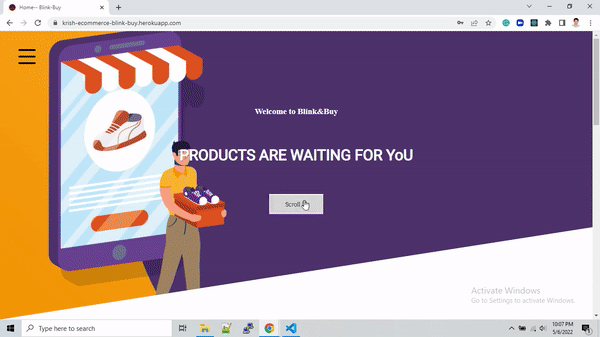 Home-- Blink-Buy
krish-ecommerce-blink-buy.herokuapp.com
Welcome to Blink&Buy
PRODUCTS ARE WAITING FOR YoU
Scroll
Activate Windows
Go to Settings to activate Windows.
Type here to search
10:07 PM
5/6/2022